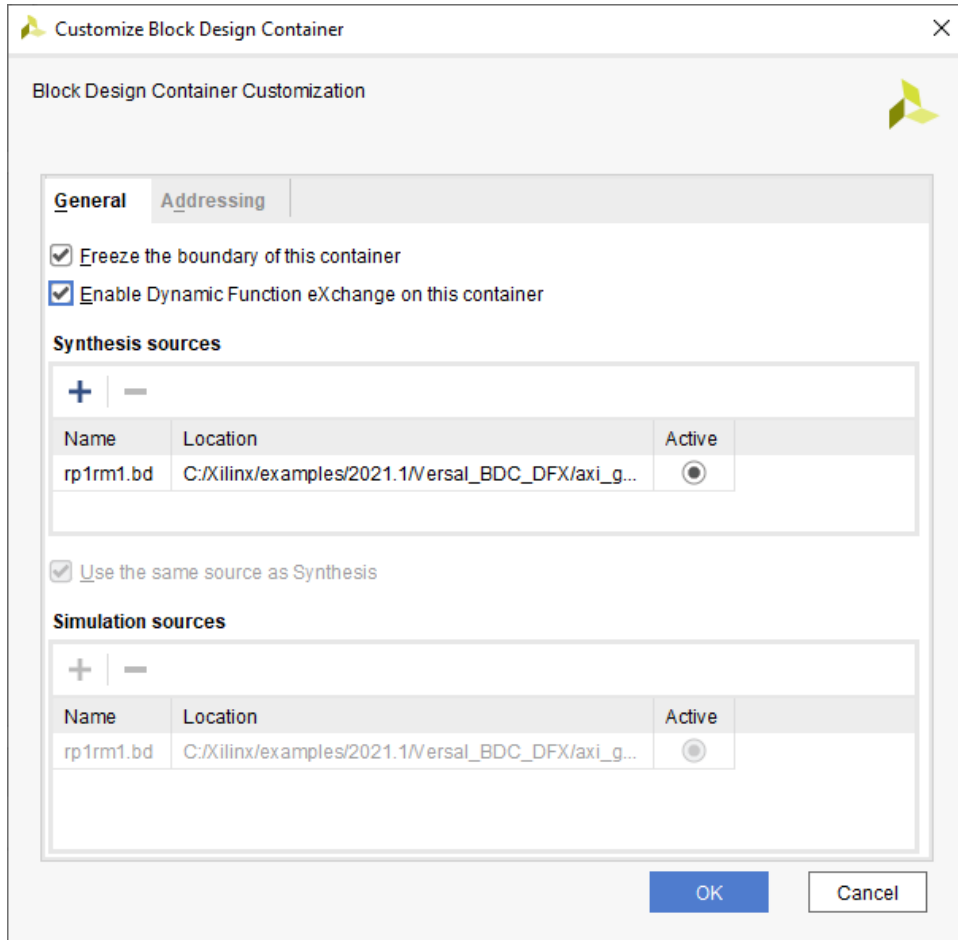 Customize Block Design Container
Block Design Container Customization
General Addressing
Freeze the boundary of this container
Enable Dynamic Function eXchange on this container
Synthesis sources
Name Location Active
rp1rm1.bd C:/Xilinx/examples/2021.1/Versal_BDC_DFX/axi_g...
Use the same source as Synthesis
Simulation sources
Name Location Active
rp1rm1.bd C:/Xilinx/examples/2021.1/Versal_BDC_DFX/axi_g...
OK Cancel